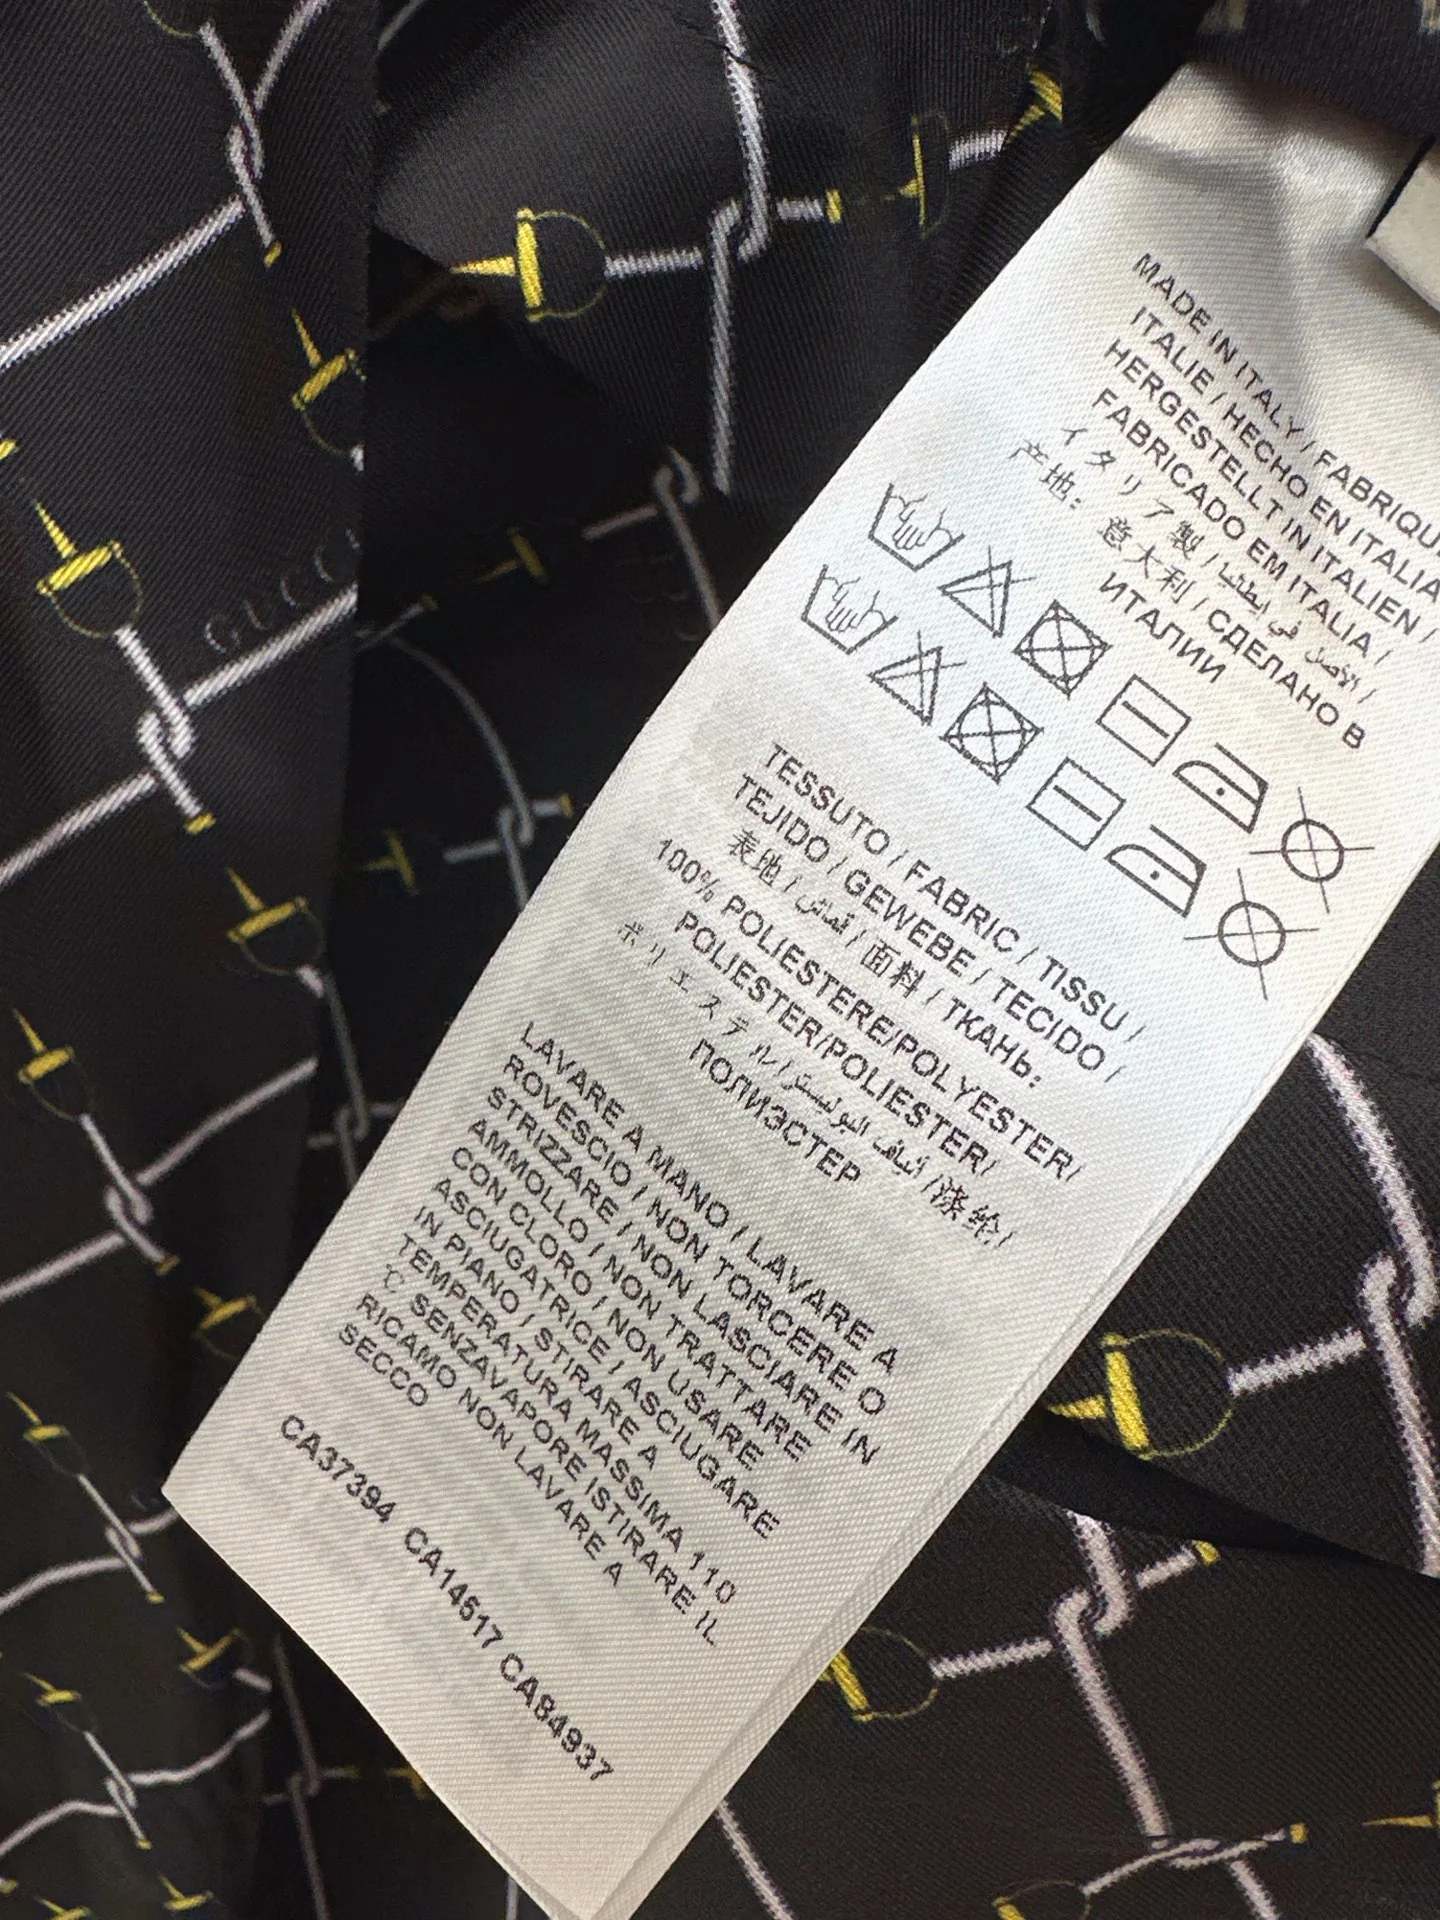 MADE IN ITALY / FABRIQU
ITALIE / HECHO EN ITALIA
HERGESTELLT IN ITALIEN /
FABRICADO EM ITALIA /
イタリア製 / الأصل في إيطاليا /
产地: 意大利 / СДЕЛАНО В
ИТАЛИИ
TESSUTO / FABRIC / TISSU /
TEJIDO / GEWEBE / TECIDO /
表地 / قماش / 面料 / ТКАНЬ:
100% POLIESTERE/POLYESTER/
POLIESTER/POLIESTER/
ポリエステル / ألياف البوليستر / 涤纶/
ПОЛИЭСТЕР
LAVARE A MANO / LAVARE A
ROVESCIO / NON TORCERE O
STRIZZARE / NON LASCIARE IN
AMMOLLO / NON TRATTARE
CON CLORO / NON USARE
ASCIUGATRICE / ASCIUGARE
IN PIANO / STIRARE A
TEMPERATURA MASSIMA 110
°C SENZAVAPORE ISTIRARE IL
RICAMO NON LAVARE A
SECCO
CA37394 CA14517 CA84937
GUCCI